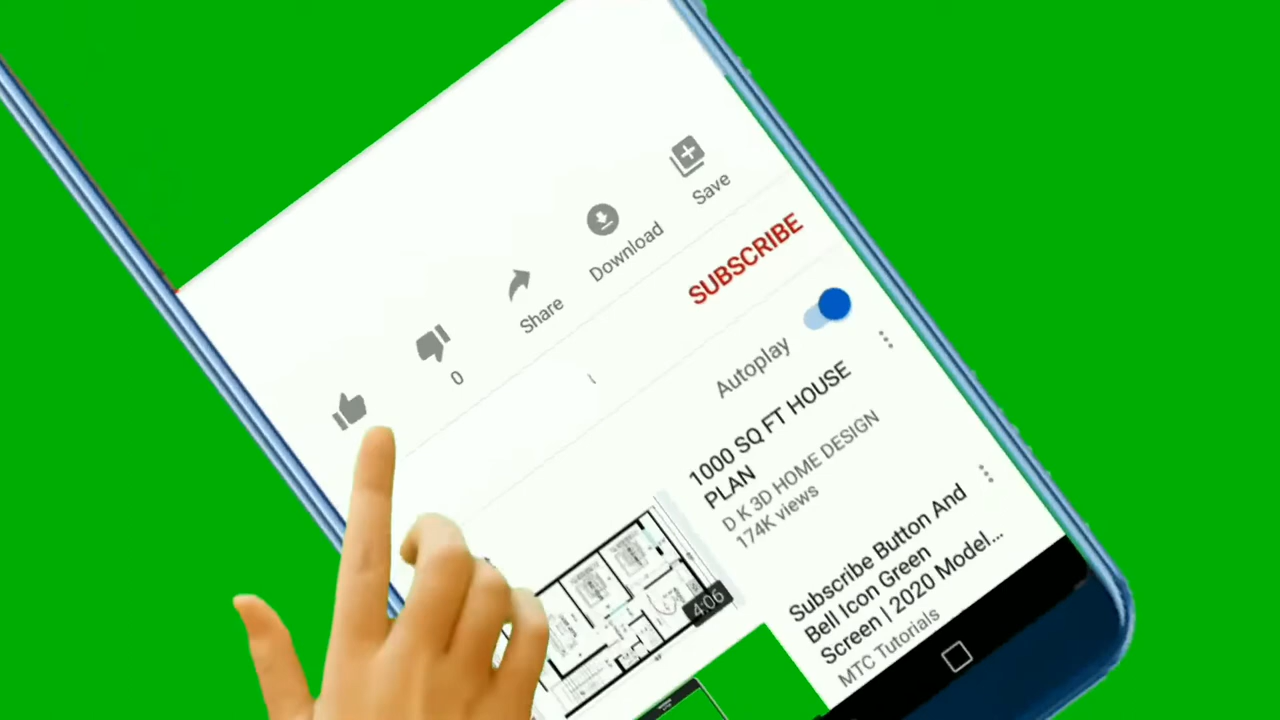 0
Share
Download
Save
SUBSCRIBE
Autoplay
1000 SQ FT HOUSE
PLAN
D K 3D HOME DESIGN
174K views
4:06
Subscribe Button And
Bell Icon Green
Screen | 2020 Model...
MTC Tutorials